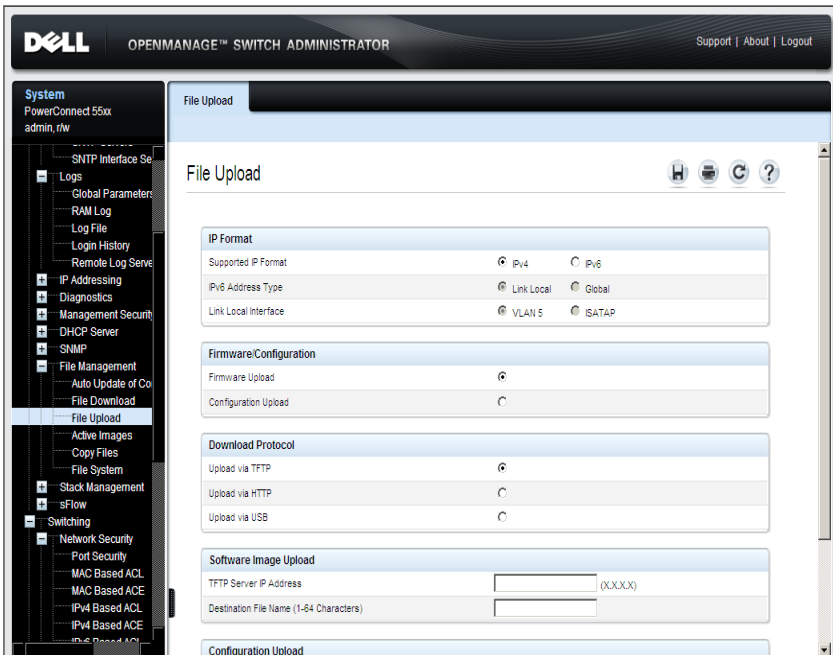 DELL OPENMANAGE™ SWITCH ADMINISTRATOR
Support | About | Logout
System
PowerConnect 55xx
admin, r/w
SNTP Interface Se
Logs
Global Parameters
RAM Log
Log File
Login History
Remote Log Serve
IP Addressing
Diagnostics
Management Security
DHCP Server
SNMP
File Management
Auto Update of Co
File Download
File Upload
Active Images
Copy Files
File System
Stack Management
sFlow
Switching
Network Security
Port Security
MAC Based ACL
MAC Based ACE
IPv4 Based ACL
IPv4 Based ACE
IPv6 Based ACL
File Upload
File Upload
IP Format
Supported IP Format IPv4 IPv6
IPv6 Address Type Link Local Global
Link Local Interface VLAN 5 ISATAP
Firmware/Configuration
Firmware Upload
Configuration Upload
Download Protocol
Upload via TFTP
Upload via HTTP
Upload via USB
Software Image Upload
TFTP Server IP Address (X.X.X.X)
Destination File Name (1-64 Characters)
Configuration Upload